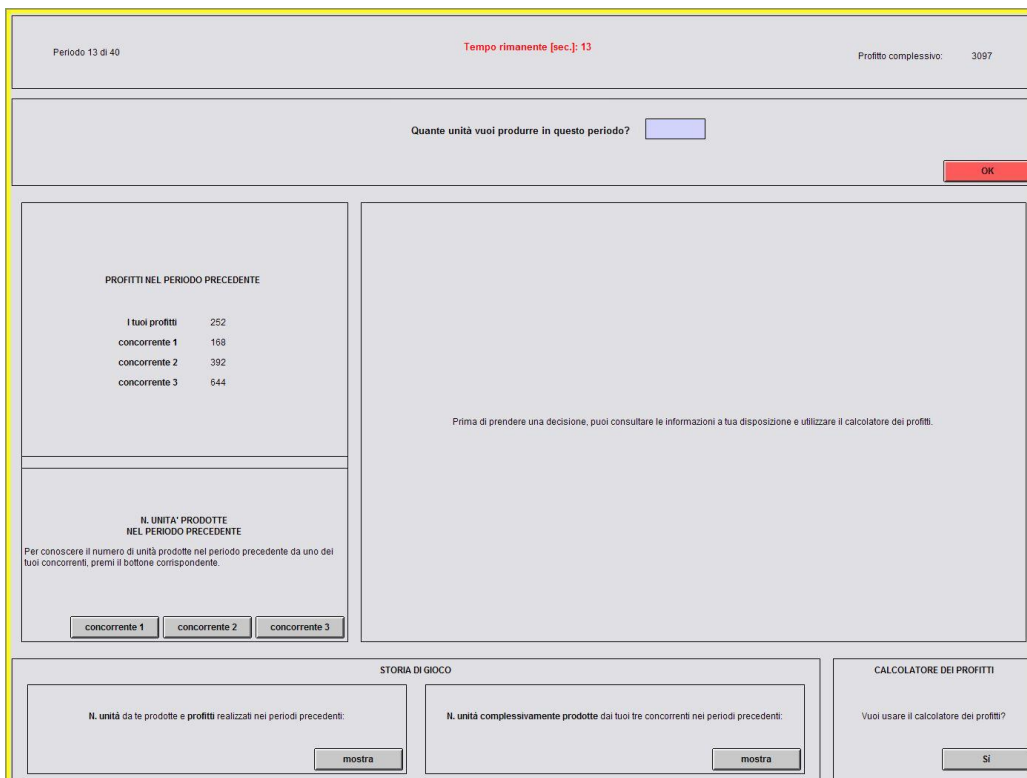 Periodo 13 di 40
Tempo rimanente [sec.]: 13
Profitto complessivo: 3097
Quante unità vuoi produrre in questo periodo?
OK
PROFITTI NEL PERIODO PRECEDENTE
I tuoi profitti 252
concorrente 1 168
concorrente 2 392
concorrente 3 644
Prima di prendere una decisione, puoi consultare le informazioni a tua disposizione e utilizzare il calcolatore dei profitti.
N. UNITA' PRODOTTE
NEL PERIODO PRECEDENTE
Per conoscere il numero di unità prodotte nel periodo precedente da uno dei
tuoi concorrenti, premi il bottone corrispondente.
concorrente 1 concorrente 2 concorrente 3
STORIA DI GIOCO
N. unità da te prodotte e profitti realizzati nei periodi precedenti:
mostra
N. unità complessivamente prodotte dai tuoi tre concorrenti nei periodi precedenti:
mostra
CALCOLATORE DEI PROFITTI
Vuoi usare il calcolatore dei profitti?
Sì